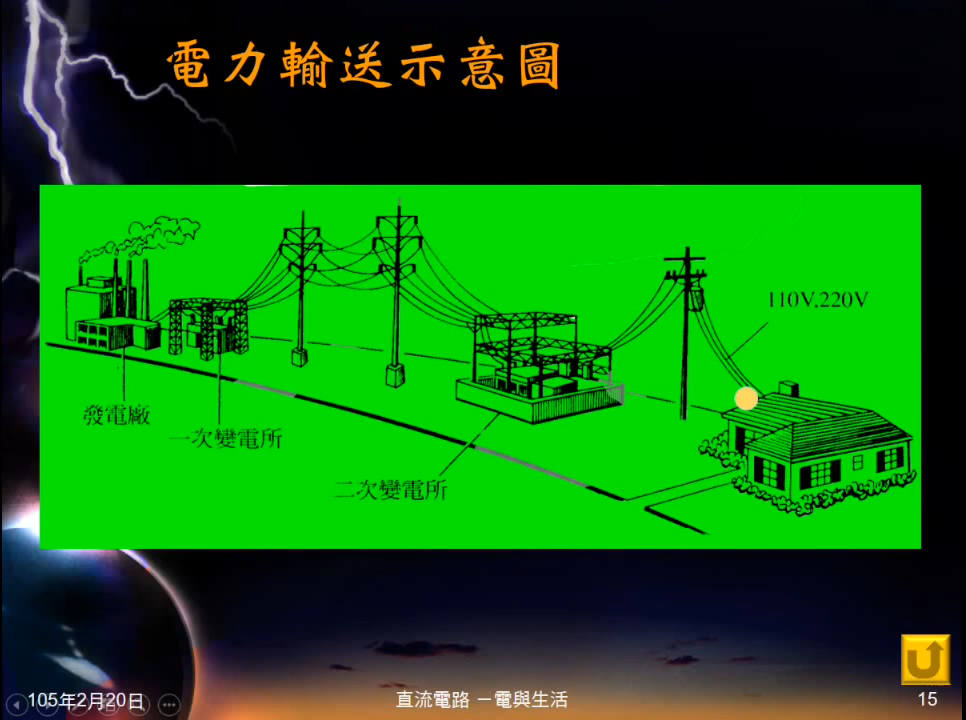 電力輸送示意圖
110V,220V
發電廠
一次變電所
二次變電所
105年2月20日
直流電路 －電與生活
15